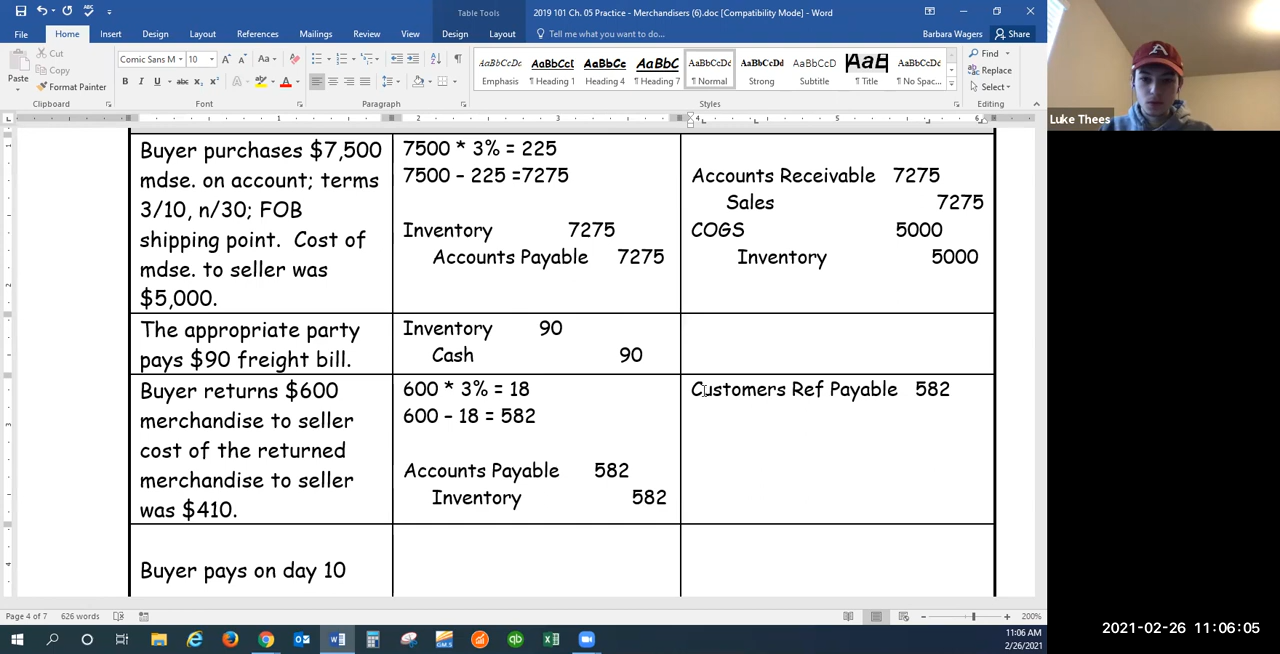 Table Tools
2019 101 Ch. 05 Practice - Merchandisers (6).doc [Compatibility Mode] - Word
File Home Insert Design Layout References Mailings Review View Design Layout Tell me what you want to do... Barbara Wagers Share
Paste
Cut
Copy
Format Painter
Clipboard
Comic Sans M 10
Font
Paragraph
AaBbCcDc AaBbCcl AaBbCc AaBbC AaBbCcDc AaBbCcDd AaBbCcD AaB AaBbCcDc
Emphasis ¶ Heading 1 Heading 4 ¶ Heading 7 ¶ Normal Strong Subtitle ¶ Title ¶ No Spac...
Styles
Find
Replace
Select
Editing
Luke Thees
Buyer purchases $7,500
mdse. on account; terms
3/10, n/30; FOB
shipping point. Cost of
mdse. to seller was
$5,000.
7500 * 3% = 225
7500 – 225 =7275
Inventory 7275
Accounts Payable 7275
Accounts Receivable 7275
Sales 7275
COGS 5000
Inventory 5000
The appropriate party
pays $90 freight bill.
Inventory 90
Cash 90
Buyer returns $600
merchandise to seller
cost of the returned
merchandise to seller
was $410.
600 * 3% = 18
600 – 18 = 582
Accounts Payable 582
Inventory 582
Customers Ref Payable 582
Buyer pays on day 10
Page 4 of 7 626 words
200%
11:06 AM
2/26/2021
2021-02-26 11:06:05